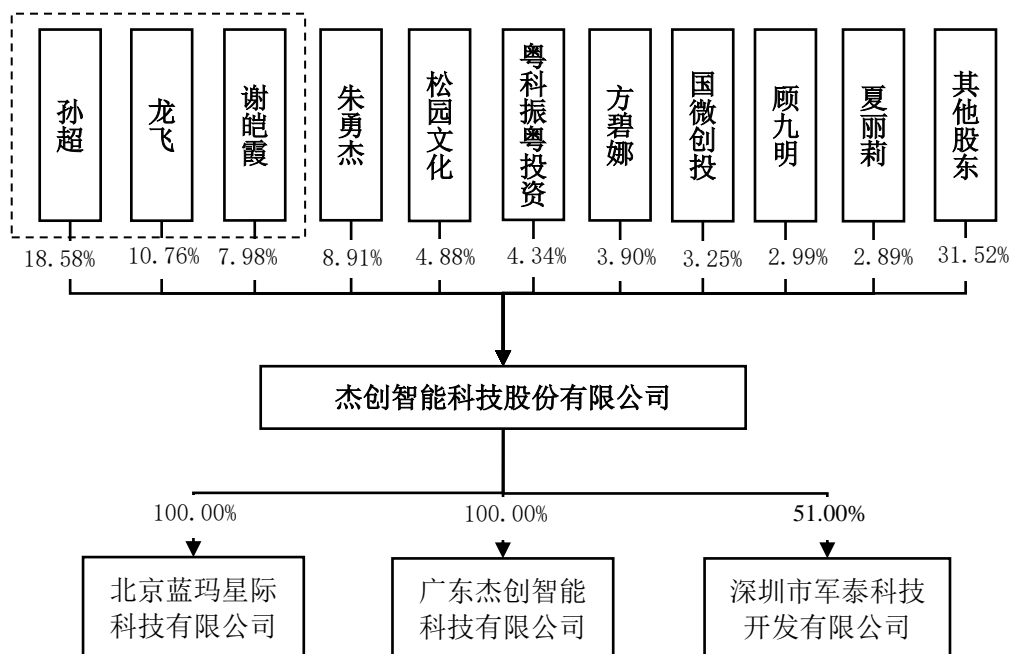 孙超
龙飞
谢皑霞
朱勇杰
松园文化
粤科振粤投资
方碧娜
国微创投
顾九明
夏丽莉
其他股东
18.58%
10.76%
7.98%
8.91%
4.88%
4.34%
3.90%
3.25%
2.99%
2.89%
31.52%
杰创智能科技股份有限公司
100.00%
100.00%
51.00%
北京蓝玛星际
科技有限公司
广东杰创智能
科技有限公司
深圳市军泰科技
开发有限公司